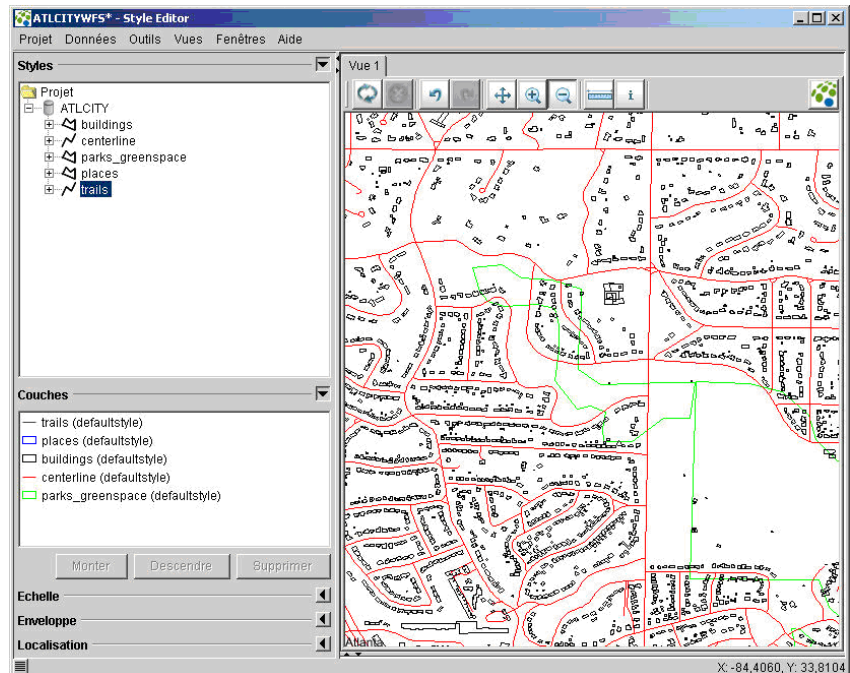 ATLCITYWFS* - Style Editor
Projet Données Outils Vues Fenêtres Aide
Styles
Projet
ATLCITY
buildings
centerline
parks_greenspace
places
trails
Couches
trails (defaultstyle)
places (defaultstyle)
buildings (defaultstyle)
centerline (defaultstyle)
parks_greenspace (defaultstyle)
Monter Descendre Supprimer
Echelle
Enveloppe
Localisation
Vue 1
i
Atlanta
X: -84,4060, Y: 33,8104